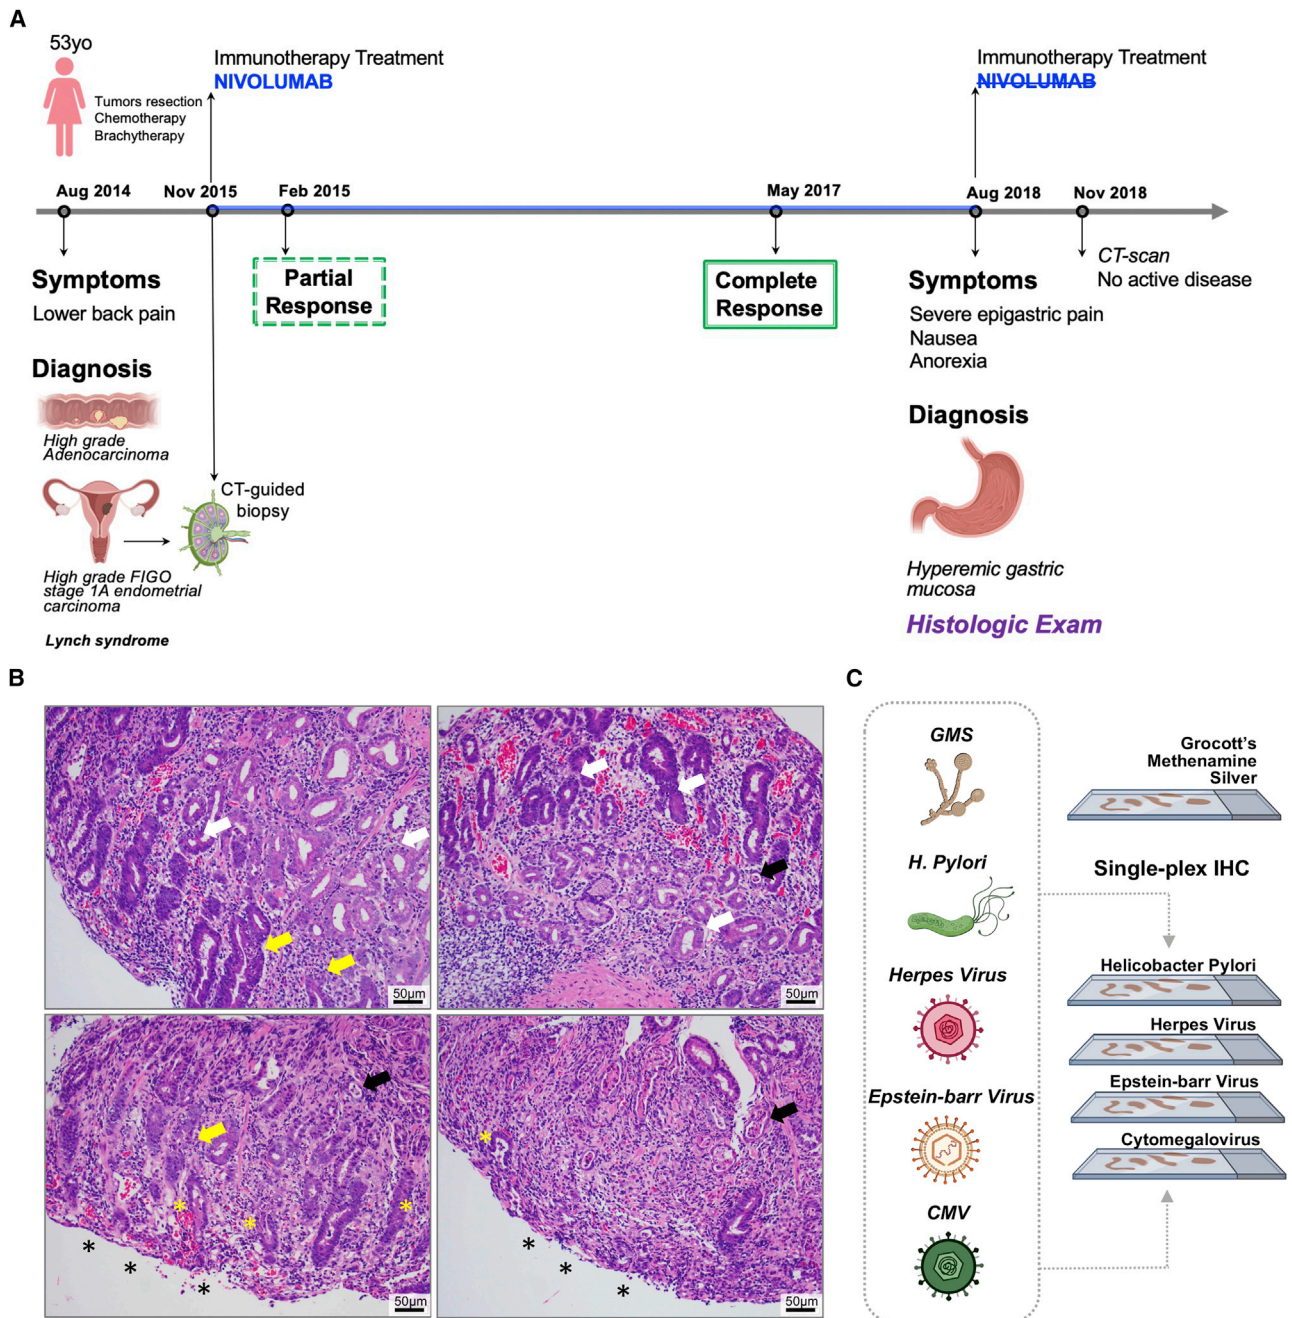 A
53yo
Tumors resection
Chemotherapy
Brachytherapy
Immunotherapy Treatment
NIVOLUMAB
Immunotherapy Treatment
NIVOLUMAB
Aug 2014
Nov 2015
Feb 2015
May 2017
Aug 2018
Nov 2018
Symptoms
Lower back pain
Partial
Response
Complete
Response
Symptoms
Severe epigastric pain
Nausea
Anorexia
CT-scan
No active disease
Diagnosis
High grade
Adenocarcinoma
CT-guided
biopsy
High grade FIGO
stage 1A endometrial
carcinoma
Lynch syndrome
Diagnosis
Hyperemic gastric
mucosa
Histologic Exam
B
50µm
50µm
* * *
* * *
50µm
*
* * *
50µm
C
GMS
H. Pylori
Herpes Virus
Epstein-barr Virus
CMV
Grocott's
Methenamine
Silver
Single-plex IHC
Helicobacter Pylori
Herpes Virus
Epstein-barr Virus
Cytomegalovirus